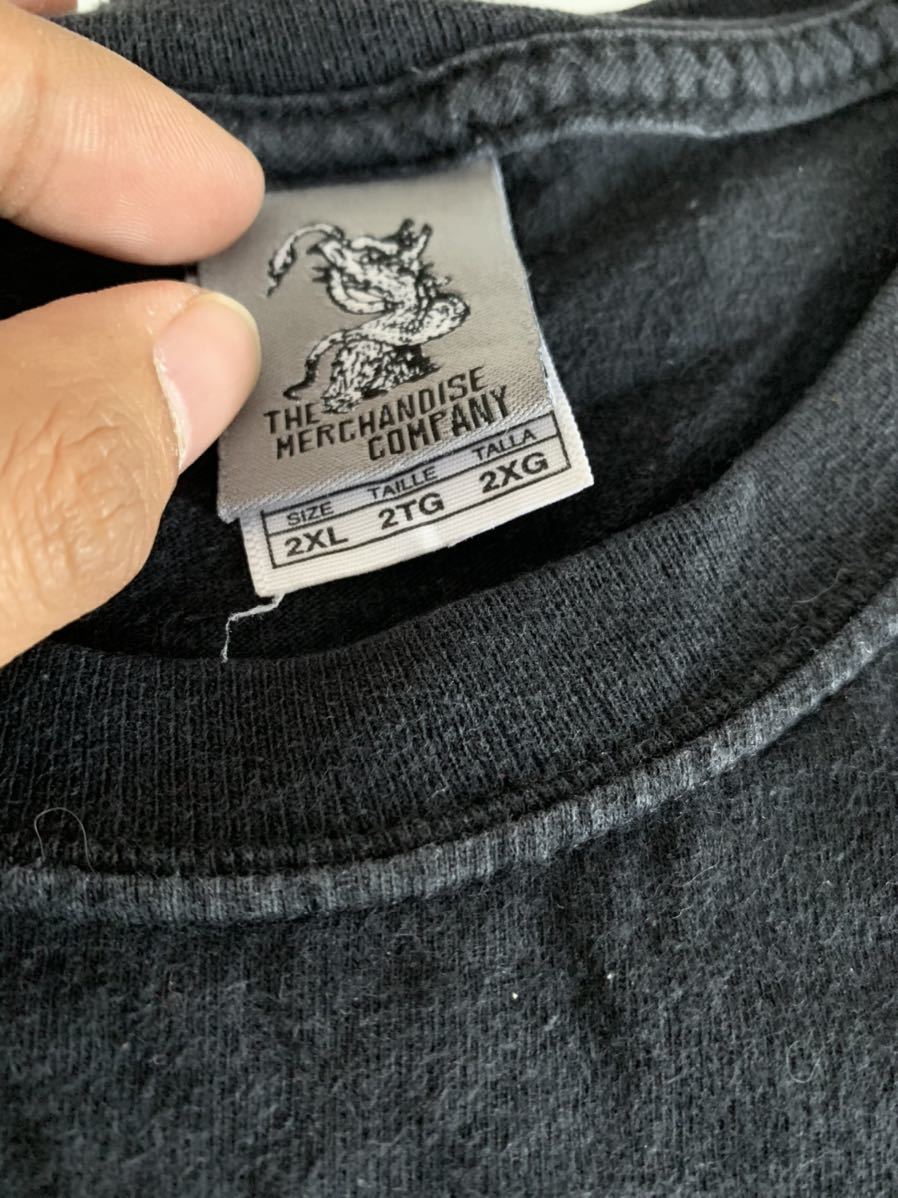 THE
MERCHANDISE
COMPANY
SIZE TAILLE TALLA
2XL 2TG 2XG